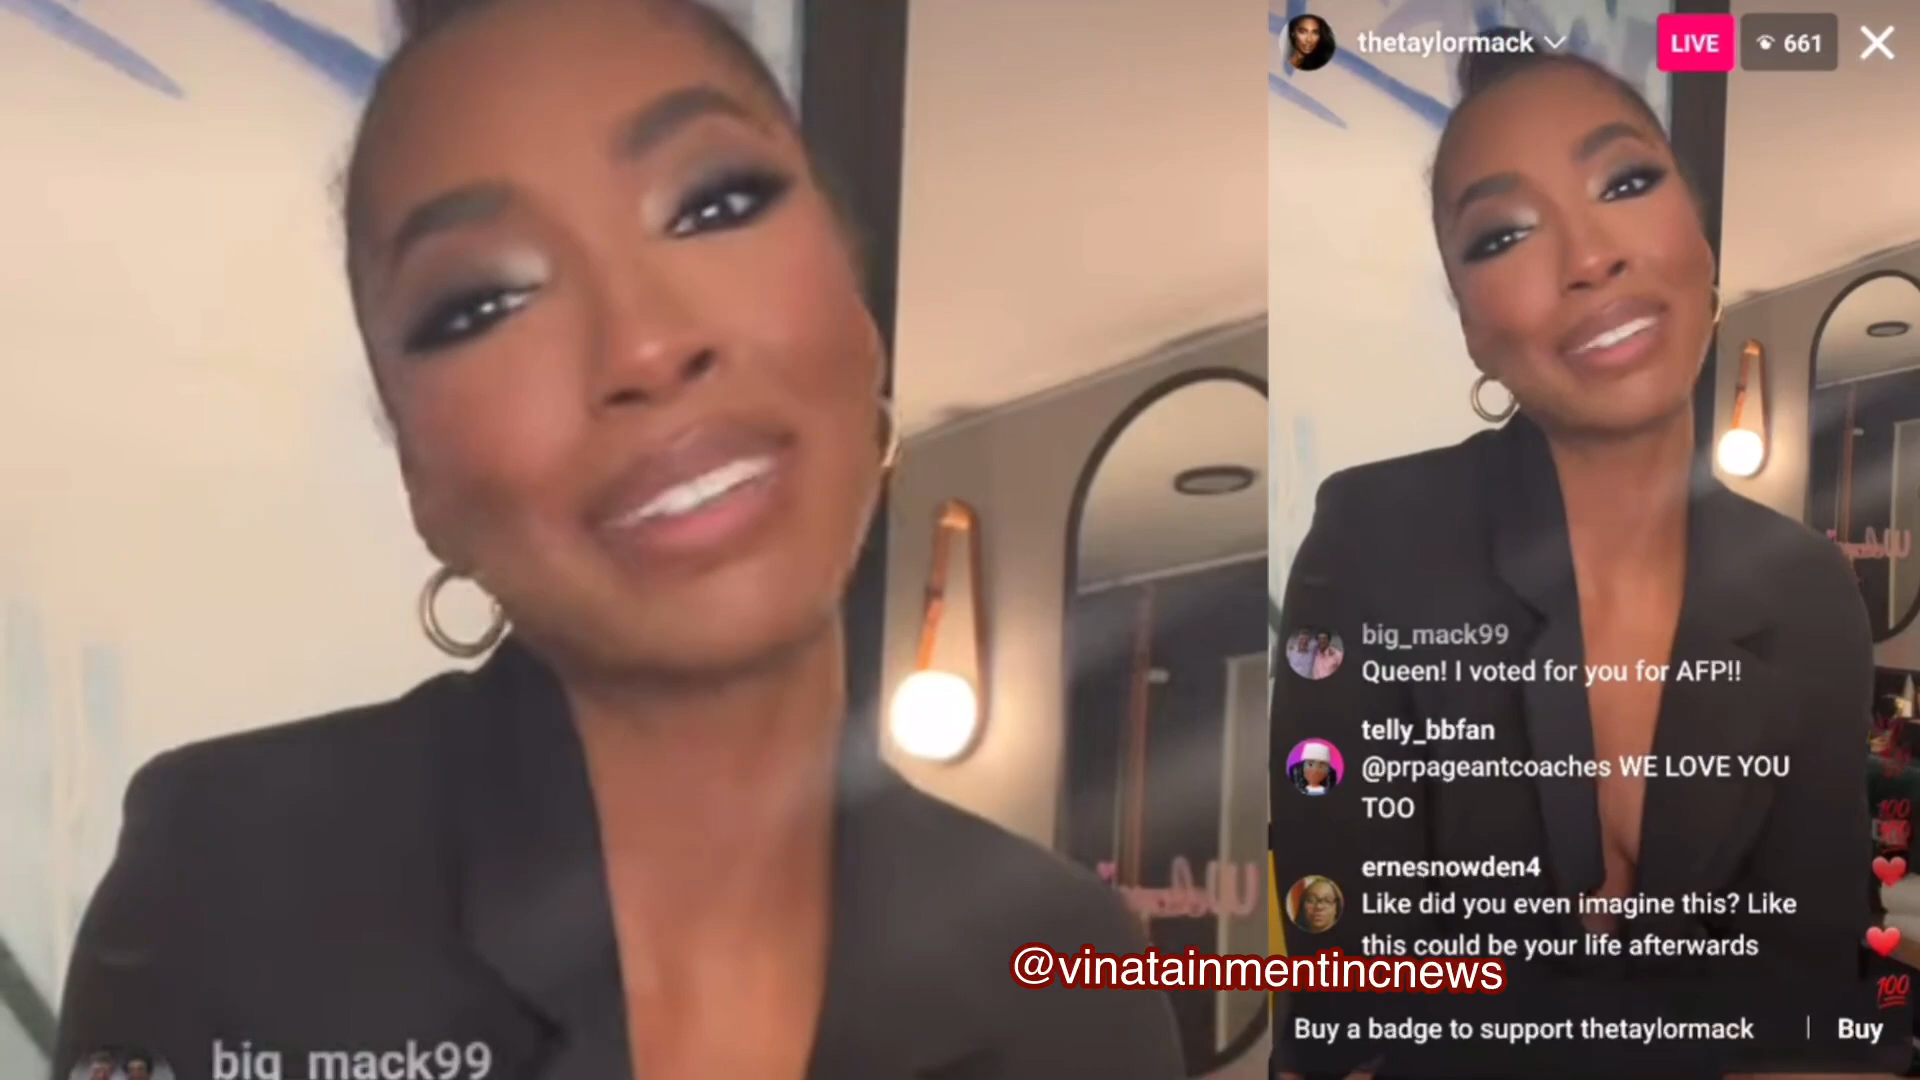 thetaylormack
LIVE
661
big_mack99
Queen! I voted for you for AFP!!
telly_bbfan
@prpageantcoaches WE LOVE YOU
TOO
ernesnowden4
Like did you even imagine this? Like
this could be your life afterwards
@vinatainmentincnews
Buy a badge to support thetaylormack
Buy
big_mack99
100
100